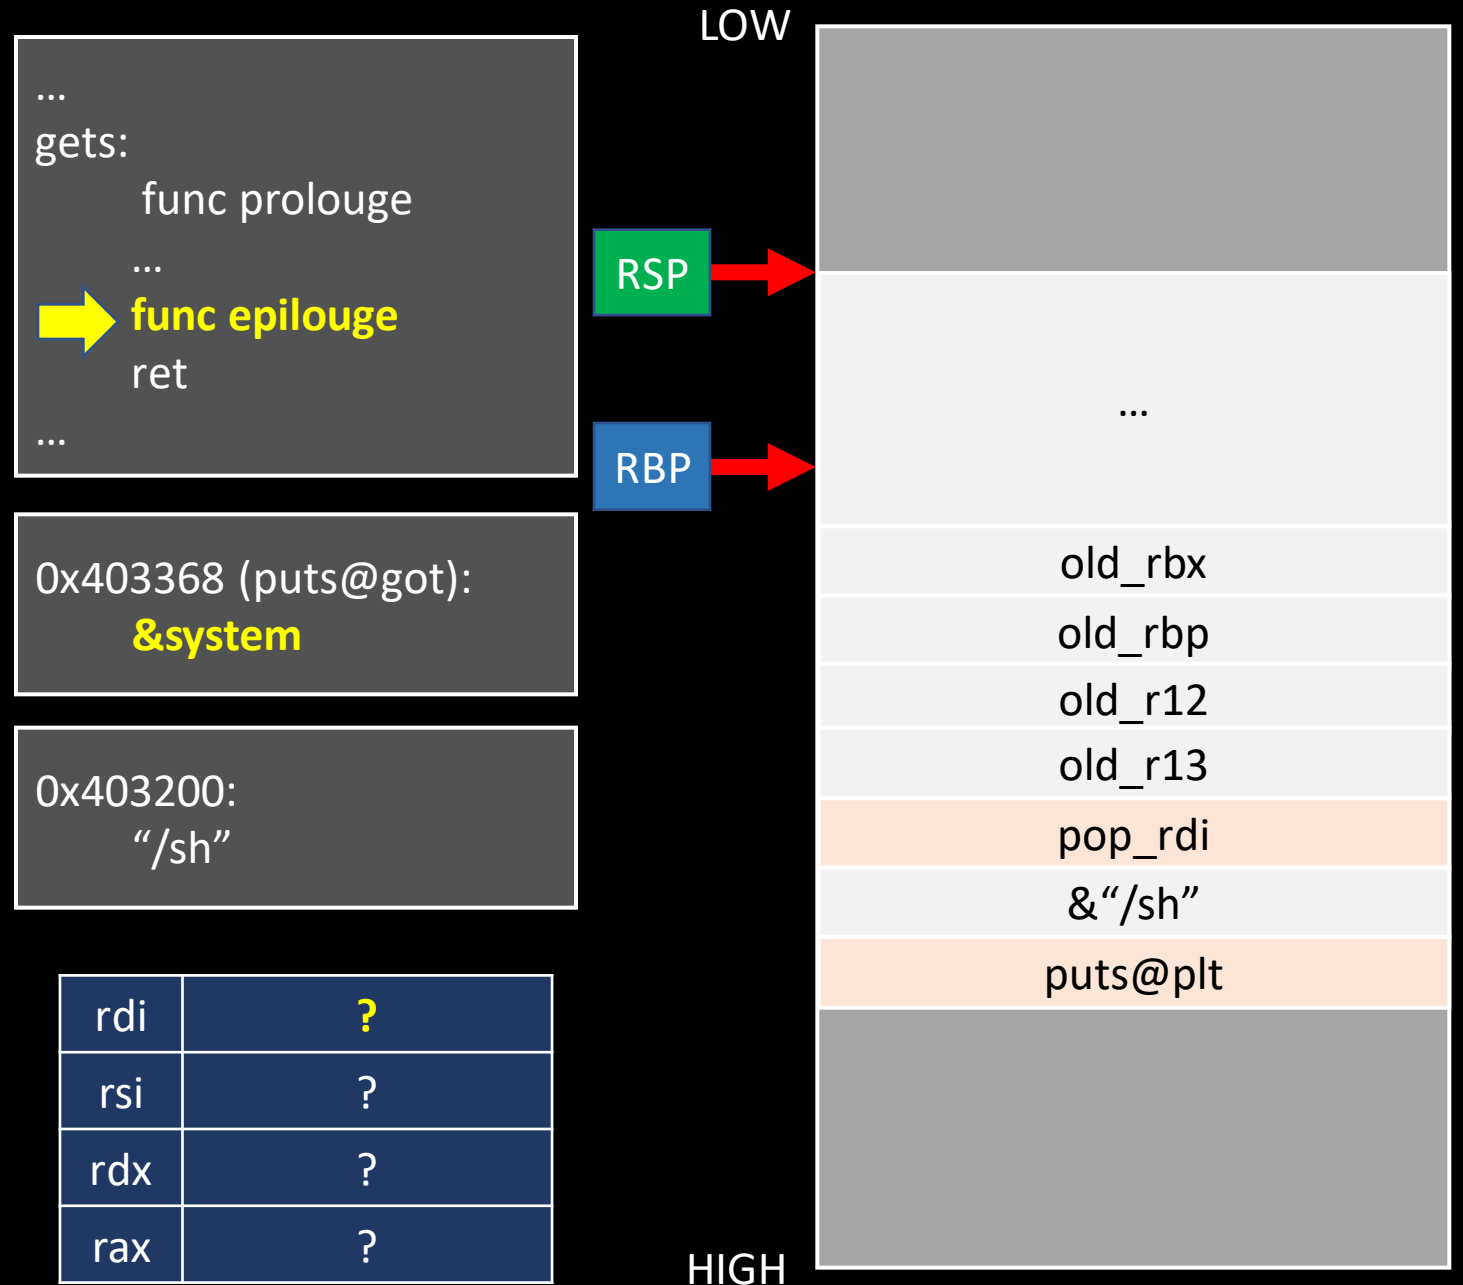 …
gets:
func prolouge
…
func epilouge
ret
…
0x403368 (puts@got):
&system
0x403200:
“/sh”
rdi ?
rsi ?
rdx ?
rax ?
LOW
RSP
RBP
HIGH
…
old_rbx
old_rbp
old_r12
old_r13
pop_rdi
&“/sh”
puts@plt